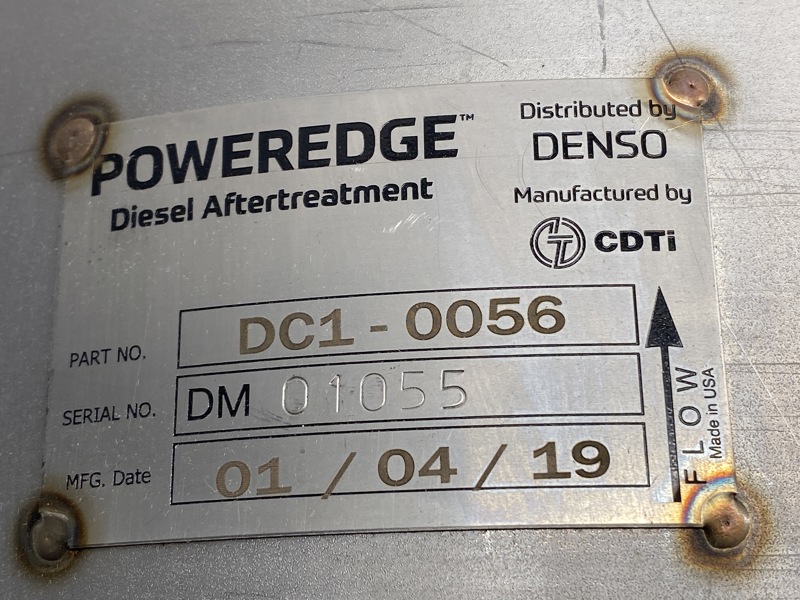 POWEREDGE™
Diesel Aftertreatment
Distributed by
DENSO
Manufactured by
CDTi
PART NO. DC1-0056
SERIAL NO. DM 01055
MFG. Date 01 / 04 / 19
FLOW
Made in USA